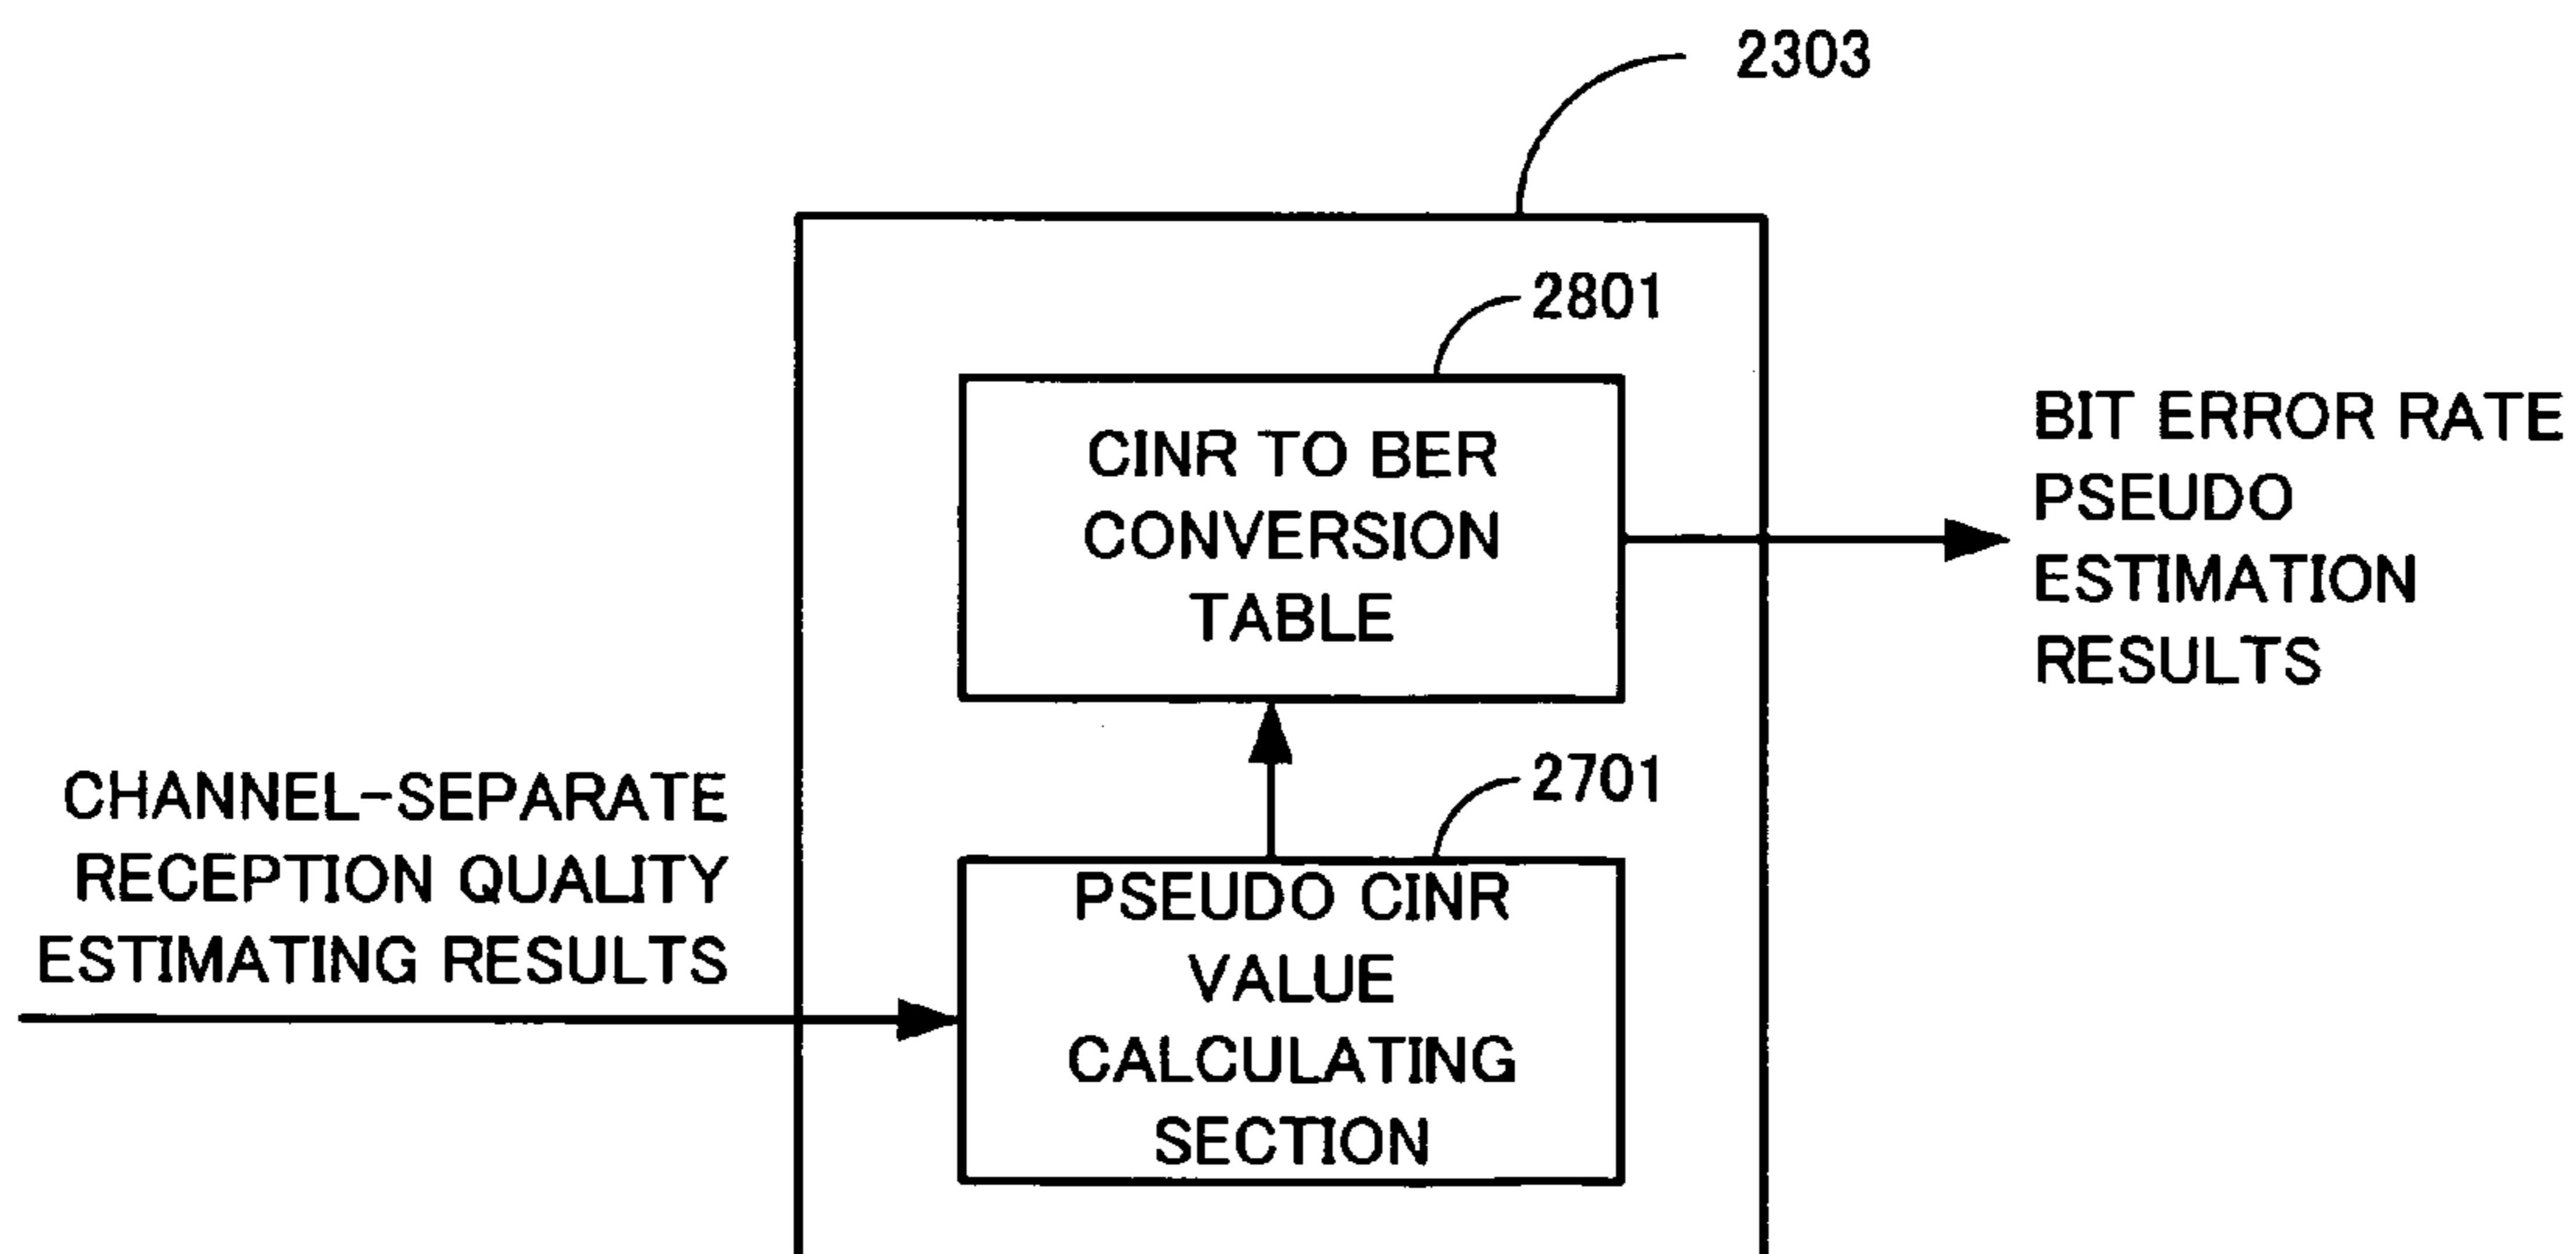 2303
2801
CINR TO BER
CONVERSION
TABLE
BIT ERROR RATE
PSEUDO
ESTIMATION
RESULTS
2701
CHANNEL-SEPARATE
RECEPTION QUALITY
ESTIMATING RESULTS
PSEUDO CINR
VALUE
CALCULATING
SECTION